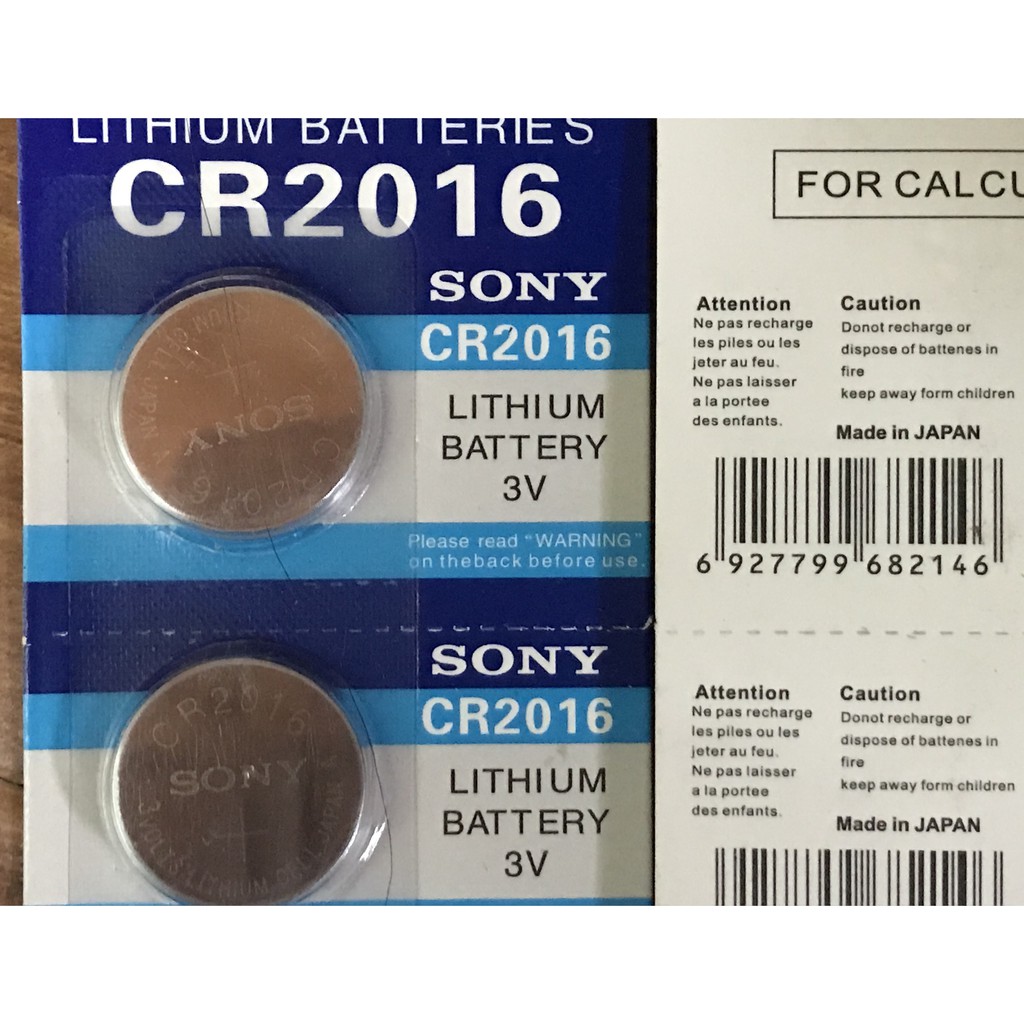 LITHIUM BATTERIES
CR2016
SONY
CR2016
LITHIUM
BATTERY
3V
Please read "WARNING"
on theback before use.
SONY
CR20
SONY
CR2016
SONY
CR2016
LITHIUM
BATTERY
3V
FOR CALCU
Attention
Ne pas recharge
les piles ou les
jeter au feu.
Ne pas laisser
a la portee
des enfants.
Caution
Donot recharge or
dispose of battenes in
fire
keep away form children
Made in JAPAN
6 927799 682146
Attention
Ne pas recharge
les piles ou les
jeter au feu.
Ne pas laisser
a la portee
des enfants.
Caution
Donot recharge or
dispose of battenes in
fire
keep away form children
Made in JAPAN